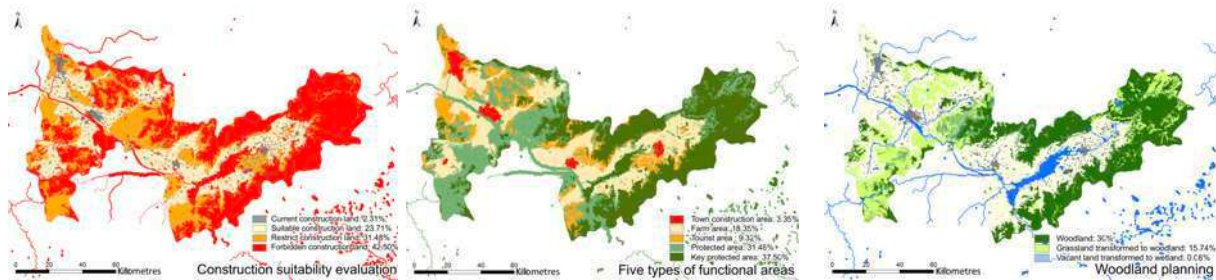 N
Current construction land: 2.31%
Suitable construction land: 23.71%
Restrict construction land: 31.48%
Forbidden construction land: 42.50%
Kilometres
Construction suitability evaluation
N
Town construction area: 3.35%
Farm area: 18.35%
Tourist area: 9.32%
Protected area: 31.48%
Key protected area: 37.50%
Kilometres
Five types of functional areas
N
Woodland: 30%
Grassland transformed to woodland: 15.74%
Vacant land transformed to wetland: 0.08%
Kilometres
Woodland planning